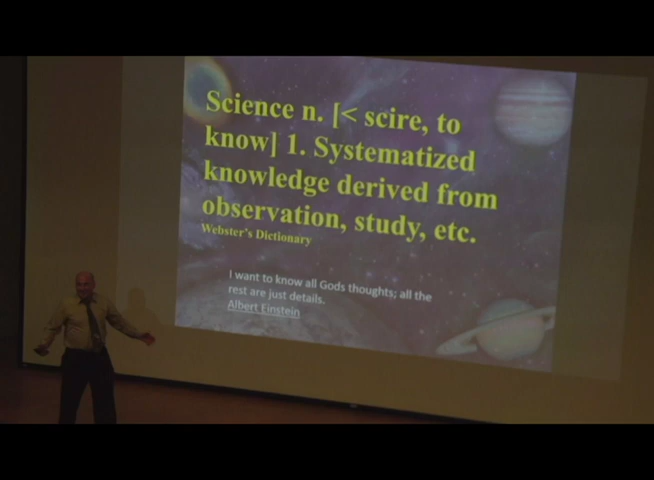 Science n. [< scire, to
know] 1. Systematized
knowledge derived from
observation, study, etc.
Webster's Dictionary
I want to know all Gods thoughts; all the
rest are just details.
Albert Einstein